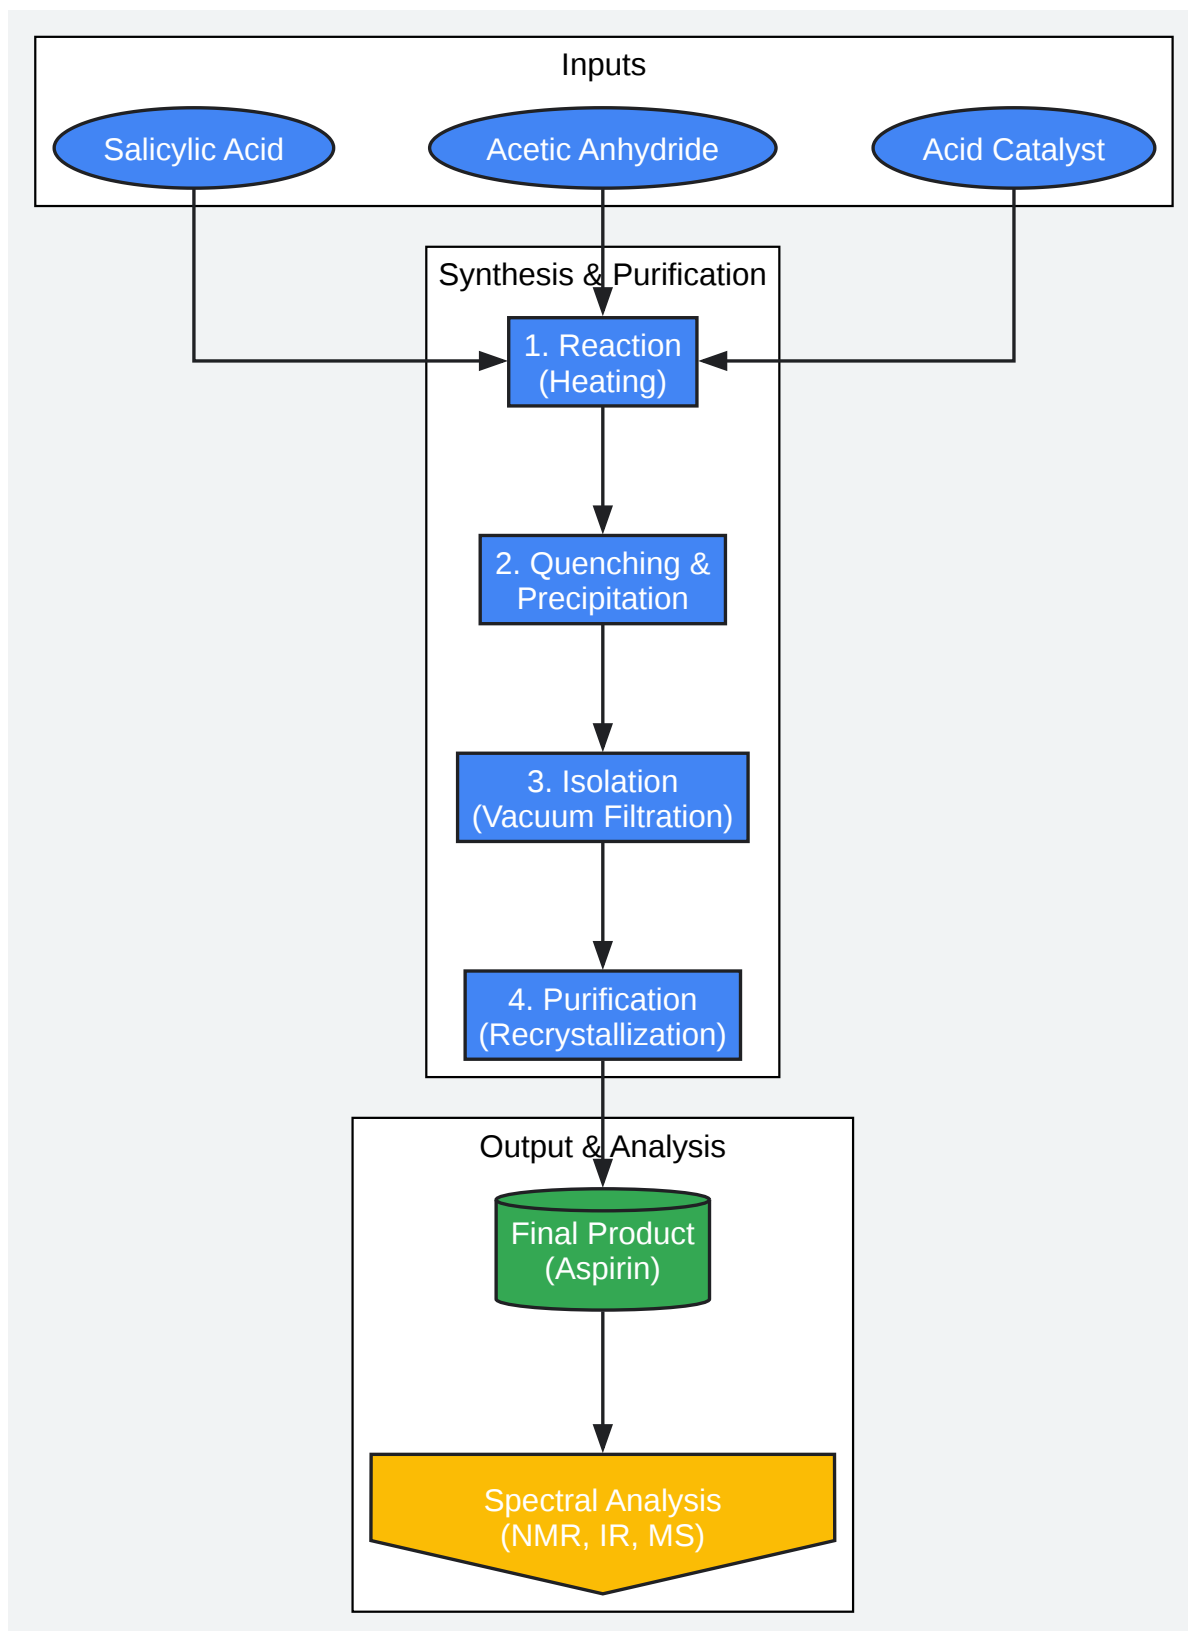 Inputs
Salicylic Acid
Acetic Anhydride
Acid Catalyst
Synthesis & Purification
1. Reaction
(Heating)
2. Quenching &
Precipitation
3. Isolation
(Vacuum Filtration)
4. Purification
(Recrystallization)
Output & Analysis
Final Product
(Aspirin)
Spectral Analysis
(NMR, IR, MS)